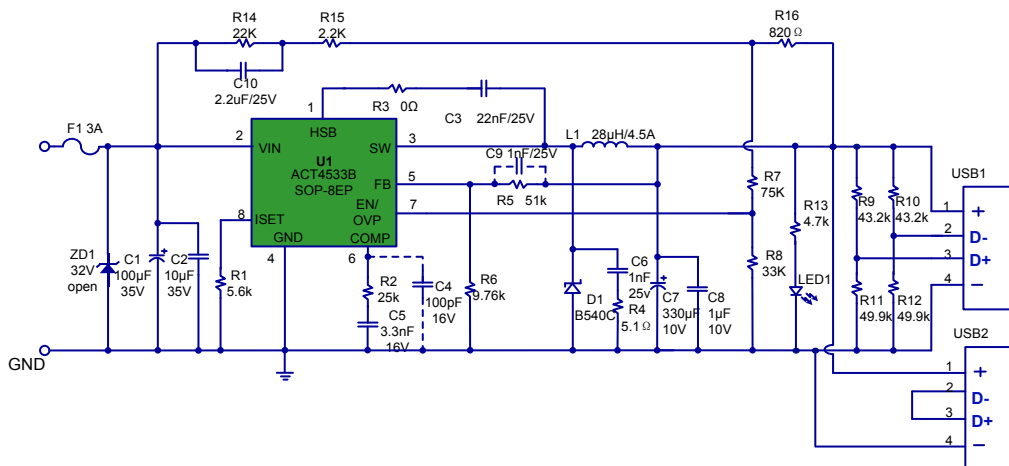 R14
22K
R15
2.2K
R16
820 Ω
C10
2.2uF/25V
1
R3
0Ω
C3
22nF/25V
F1 3A
2
HSB
VIN
SW
3
L1
28µH/4.5A
U1
ACT4533B
SOP-8EP
C9 1nF/25V
FB
5
R5
51k
R7
75K
EN/
OVP
7
8
ISET
COMP
GND
4
6
R13
4.7k
R9
43.2k
R10
43.2k
USB1
1
+
2
D-
3
D+
4
−
ZD1
32V
open
C1
100µF
35V
C2
10µF
35V
R1
5.6k
R2
25k
C5
3.3nF
16V
C4
100pF
16V
R6
9.76k
D1
B540C
C6
1nF
25v
R4
5.1 Ω
C7
330µF
10V
C8
1µF
10V
R8
33K
LED1
R11
49.9k
R12
49.9k
GND
USB2
1
+
2
D-
3
D+
4
−